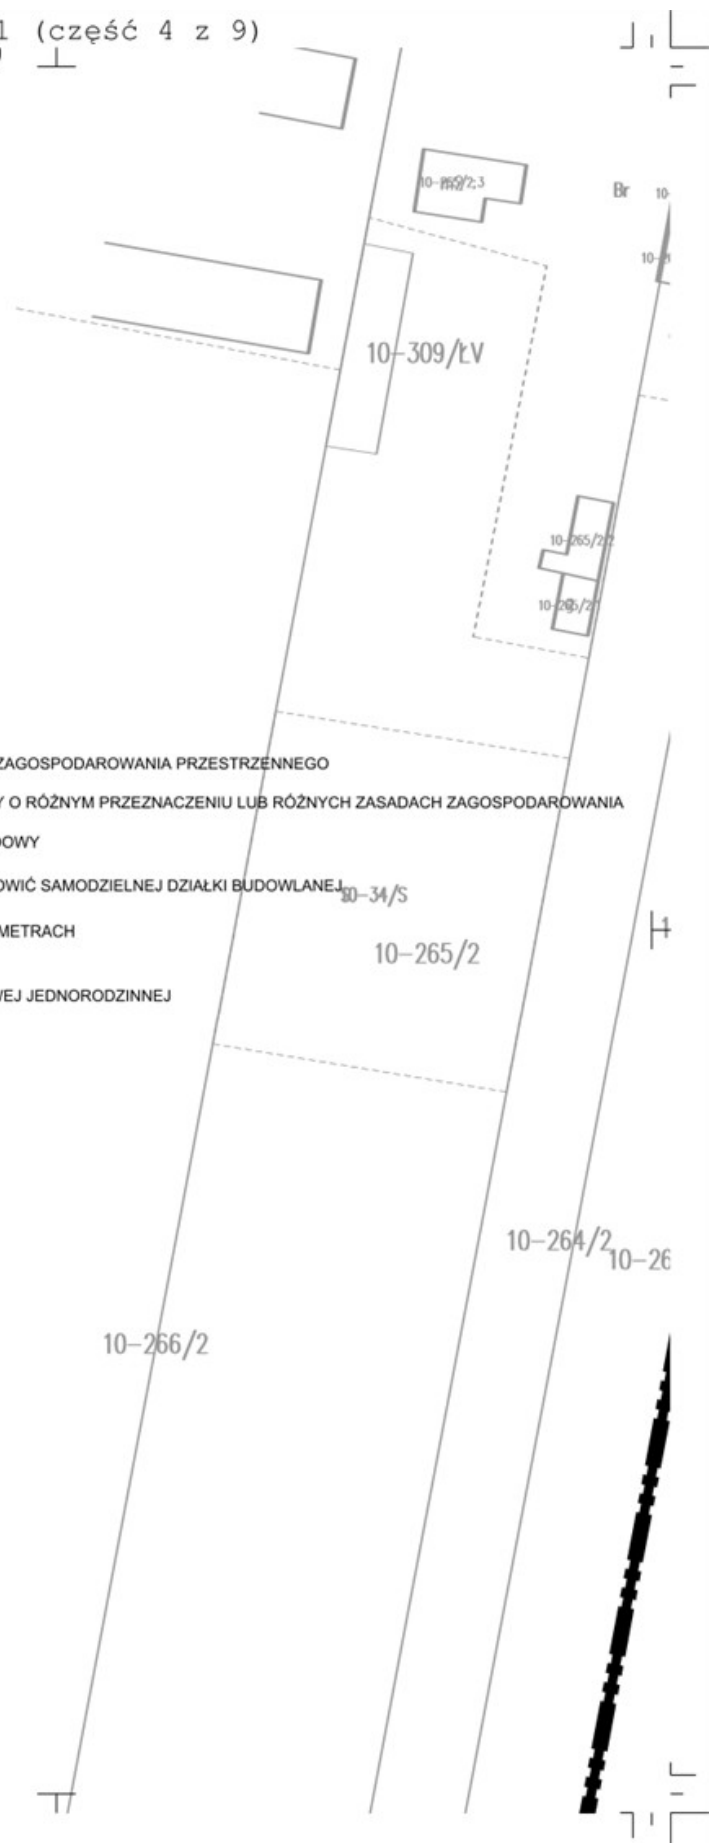 1 (część 4 z 9)
Br
10-
10-309/ŁV
10-265/2;2
ZAGOSPODAROWANIA PRZESTRZENNEGO
Y O RÓŻNYM PRZEZNACZENIU LUB RÓŻNYCH ZASADACH ZAGOSPODAROWANIA
DOWY
OWIĆ SAMODZIELNEJ DZIAŁKI BUDOWLANEJ
10-34/S
METRACH
10-265/2
WEJ JEDNORODZINNEJ
10-264/2
10-26
10-266/2